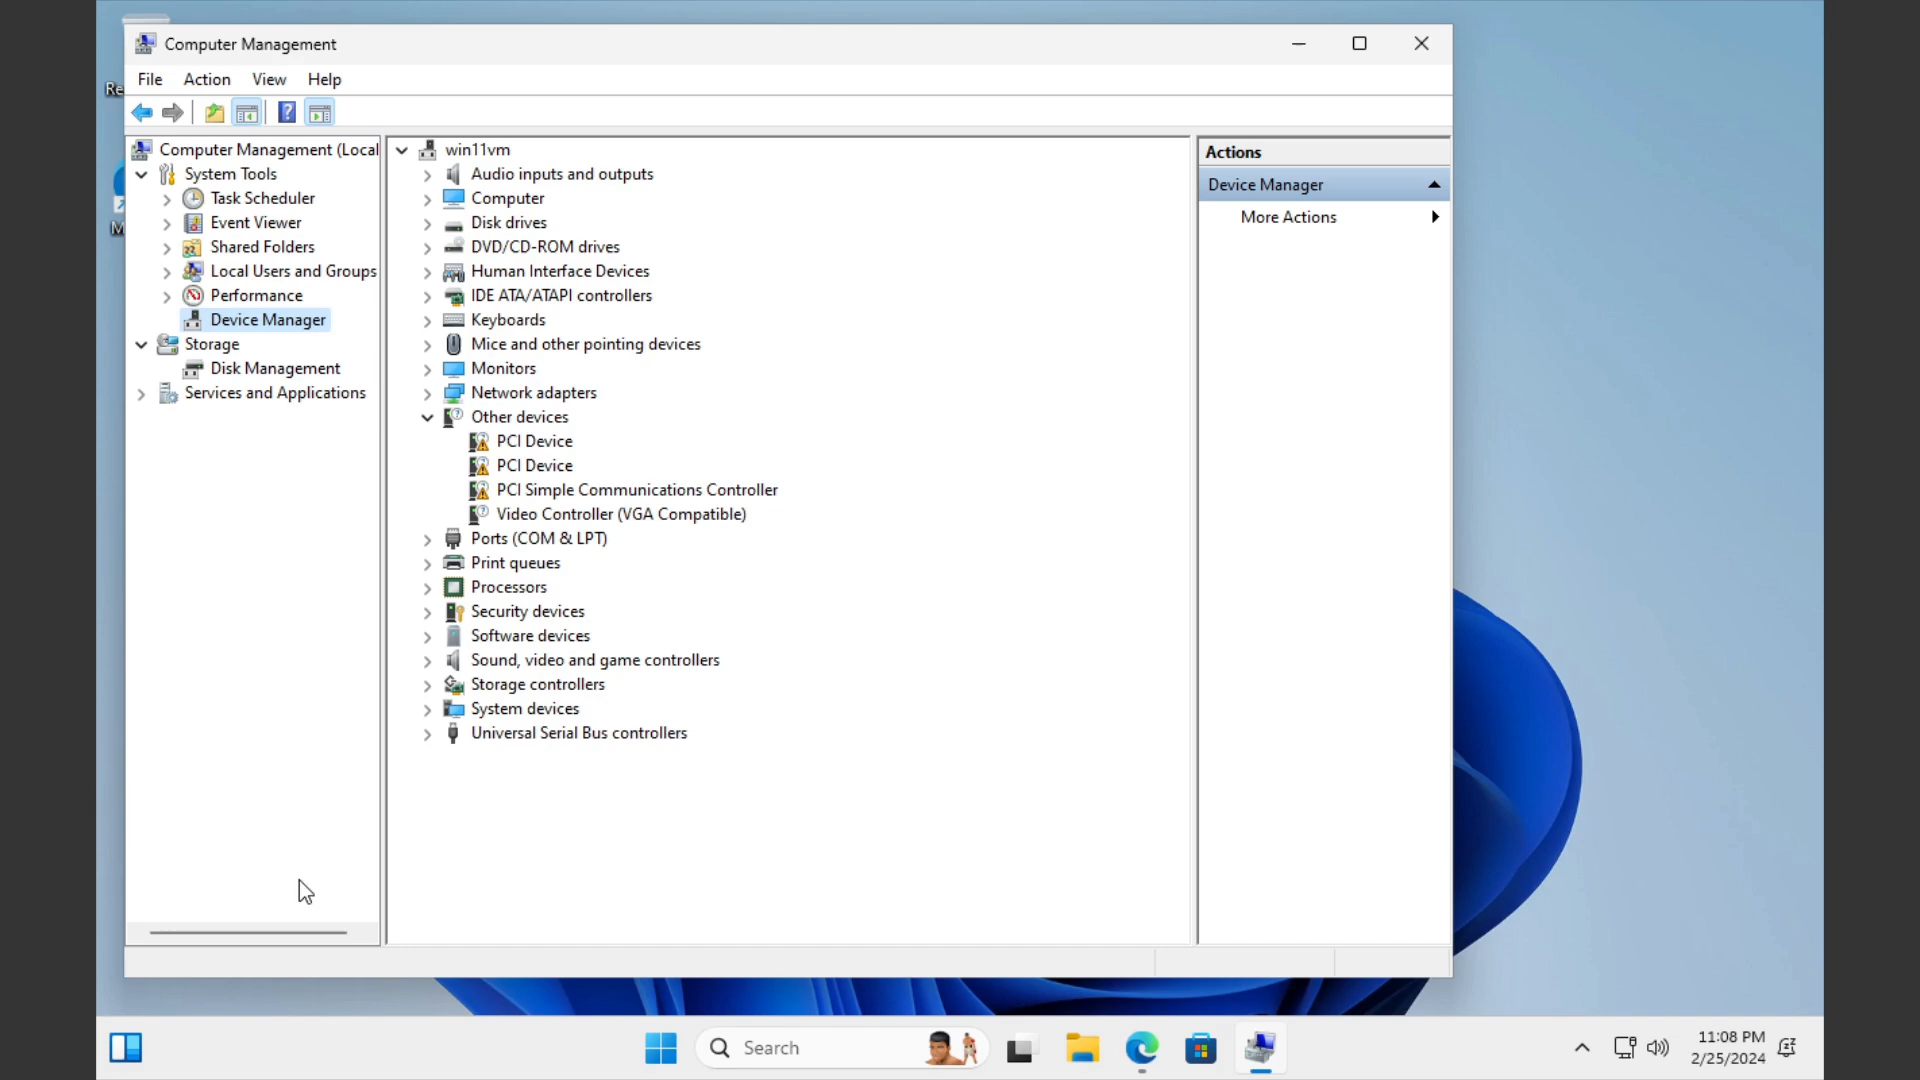 Computer Management
File Action View Help
Re
M
Computer Management (Local
System Tools
Task Scheduler
Event Viewer
Shared Folders
Local Users and Groups
Performance
Device Manager
Storage
Disk Management
Services and Applications
win11vm
Audio inputs and outputs
Computer
Disk drives
DVD/CD-ROM drives
Human Interface Devices
IDE ATA/ATAPI controllers
Keyboards
Mice and other pointing devices
Monitors
Network adapters
Other devices
PCI Device
PCI Device
PCI Simple Communications Controller
Video Controller (VGA Compatible)
Ports (COM & LPT)
Print queues
Processors
Security devices
Software devices
Sound, video and game controllers
Storage controllers
System devices
Universal Serial Bus controllers
Actions
Device Manager
More Actions
Search
11:08 PM
2/25/2024